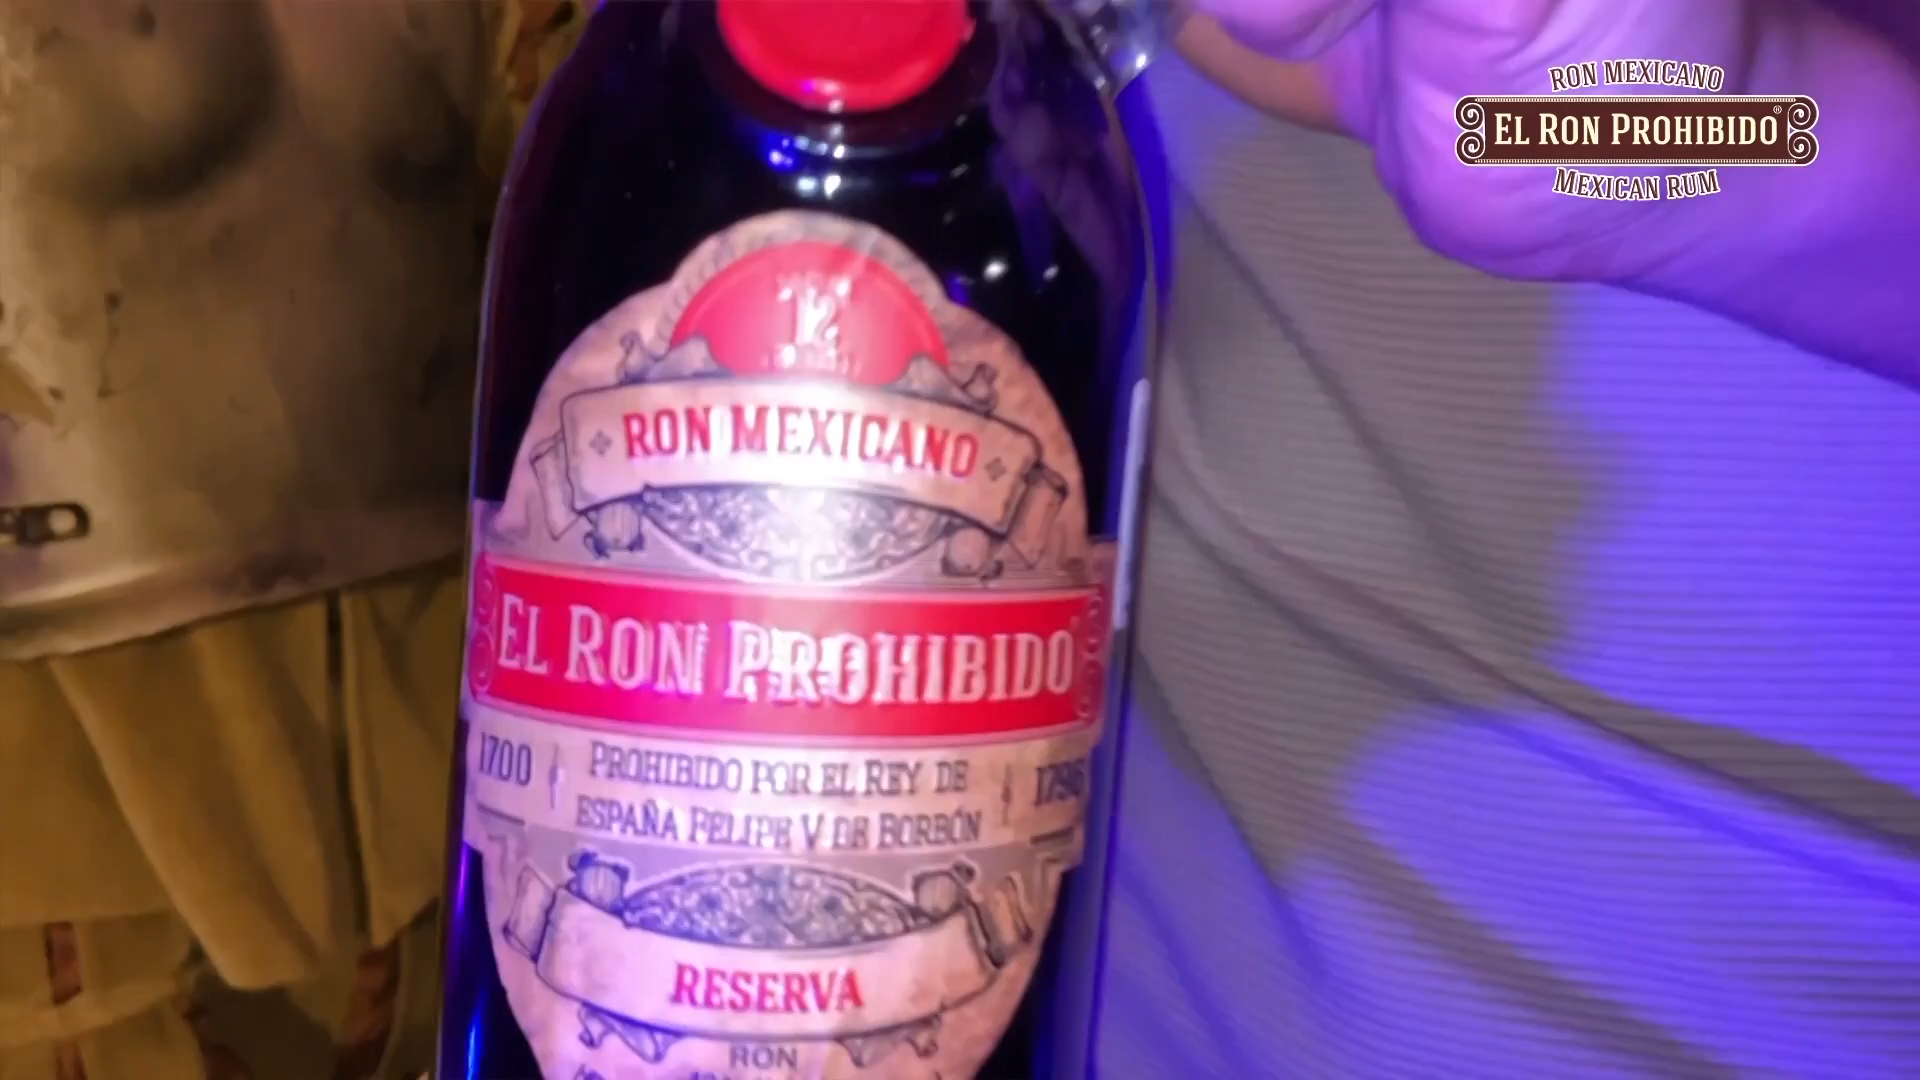 RON MEXICANO
EL RON PROHIBIDO®
MEXICAN RUM
12
RON MEXICANO
EL RON PROHIBIDO
1700
PROHIBIDO POR EL REY DE
ESPAÑA FELIPE V DE BORBÓN
RESERVA
RON